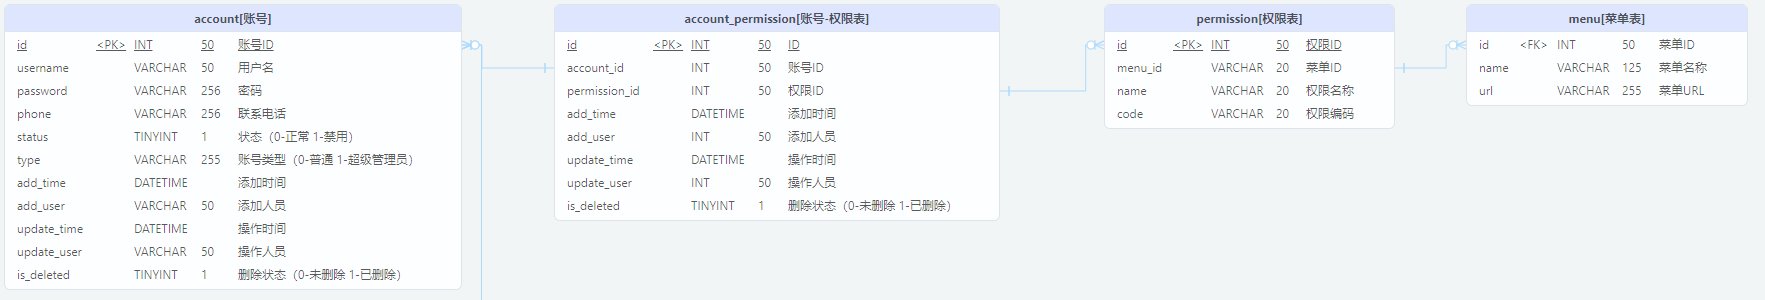 account[账号]
id <PK> INT 50 账号ID
username VARCHAR 50 用户名
password VARCHAR 256 密码
phone VARCHAR 256 联系电话
status TINYINT 1 状态（0-正常 1-禁用）
type VARCHAR 255 账号类型（0-普通 1-超级管理员）
add_time DATETIME 添加时间
add_user VARCHAR 50 添加人员
update_time DATETIME 操作时间
update_user VARCHAR 50 操作人员
is_deleted TINYINT 1 删除状态（0-未删除 1-已删除）
account_permission[账号-权限表]
id <PK> INT 50 ID
account_id INT 50 账号ID
permission_id INT 50 权限ID
add_time DATETIME 添加时间
add_user INT 50 添加人员
update_time DATETIME 操作时间
update_user INT 50 操作人员
is_deleted TINYINT 1 删除状态（0-未删除 1-已删除）
permission[权限表]
id <PK> INT 50 权限ID
menu_id VARCHAR 20 菜单ID
name VARCHAR 20 权限名称
code VARCHAR 20 权限编码
menu[菜单表]
id <FK> INT 50 菜单ID
name VARCHAR 125 菜单名称
url VARCHAR 255 菜单URL